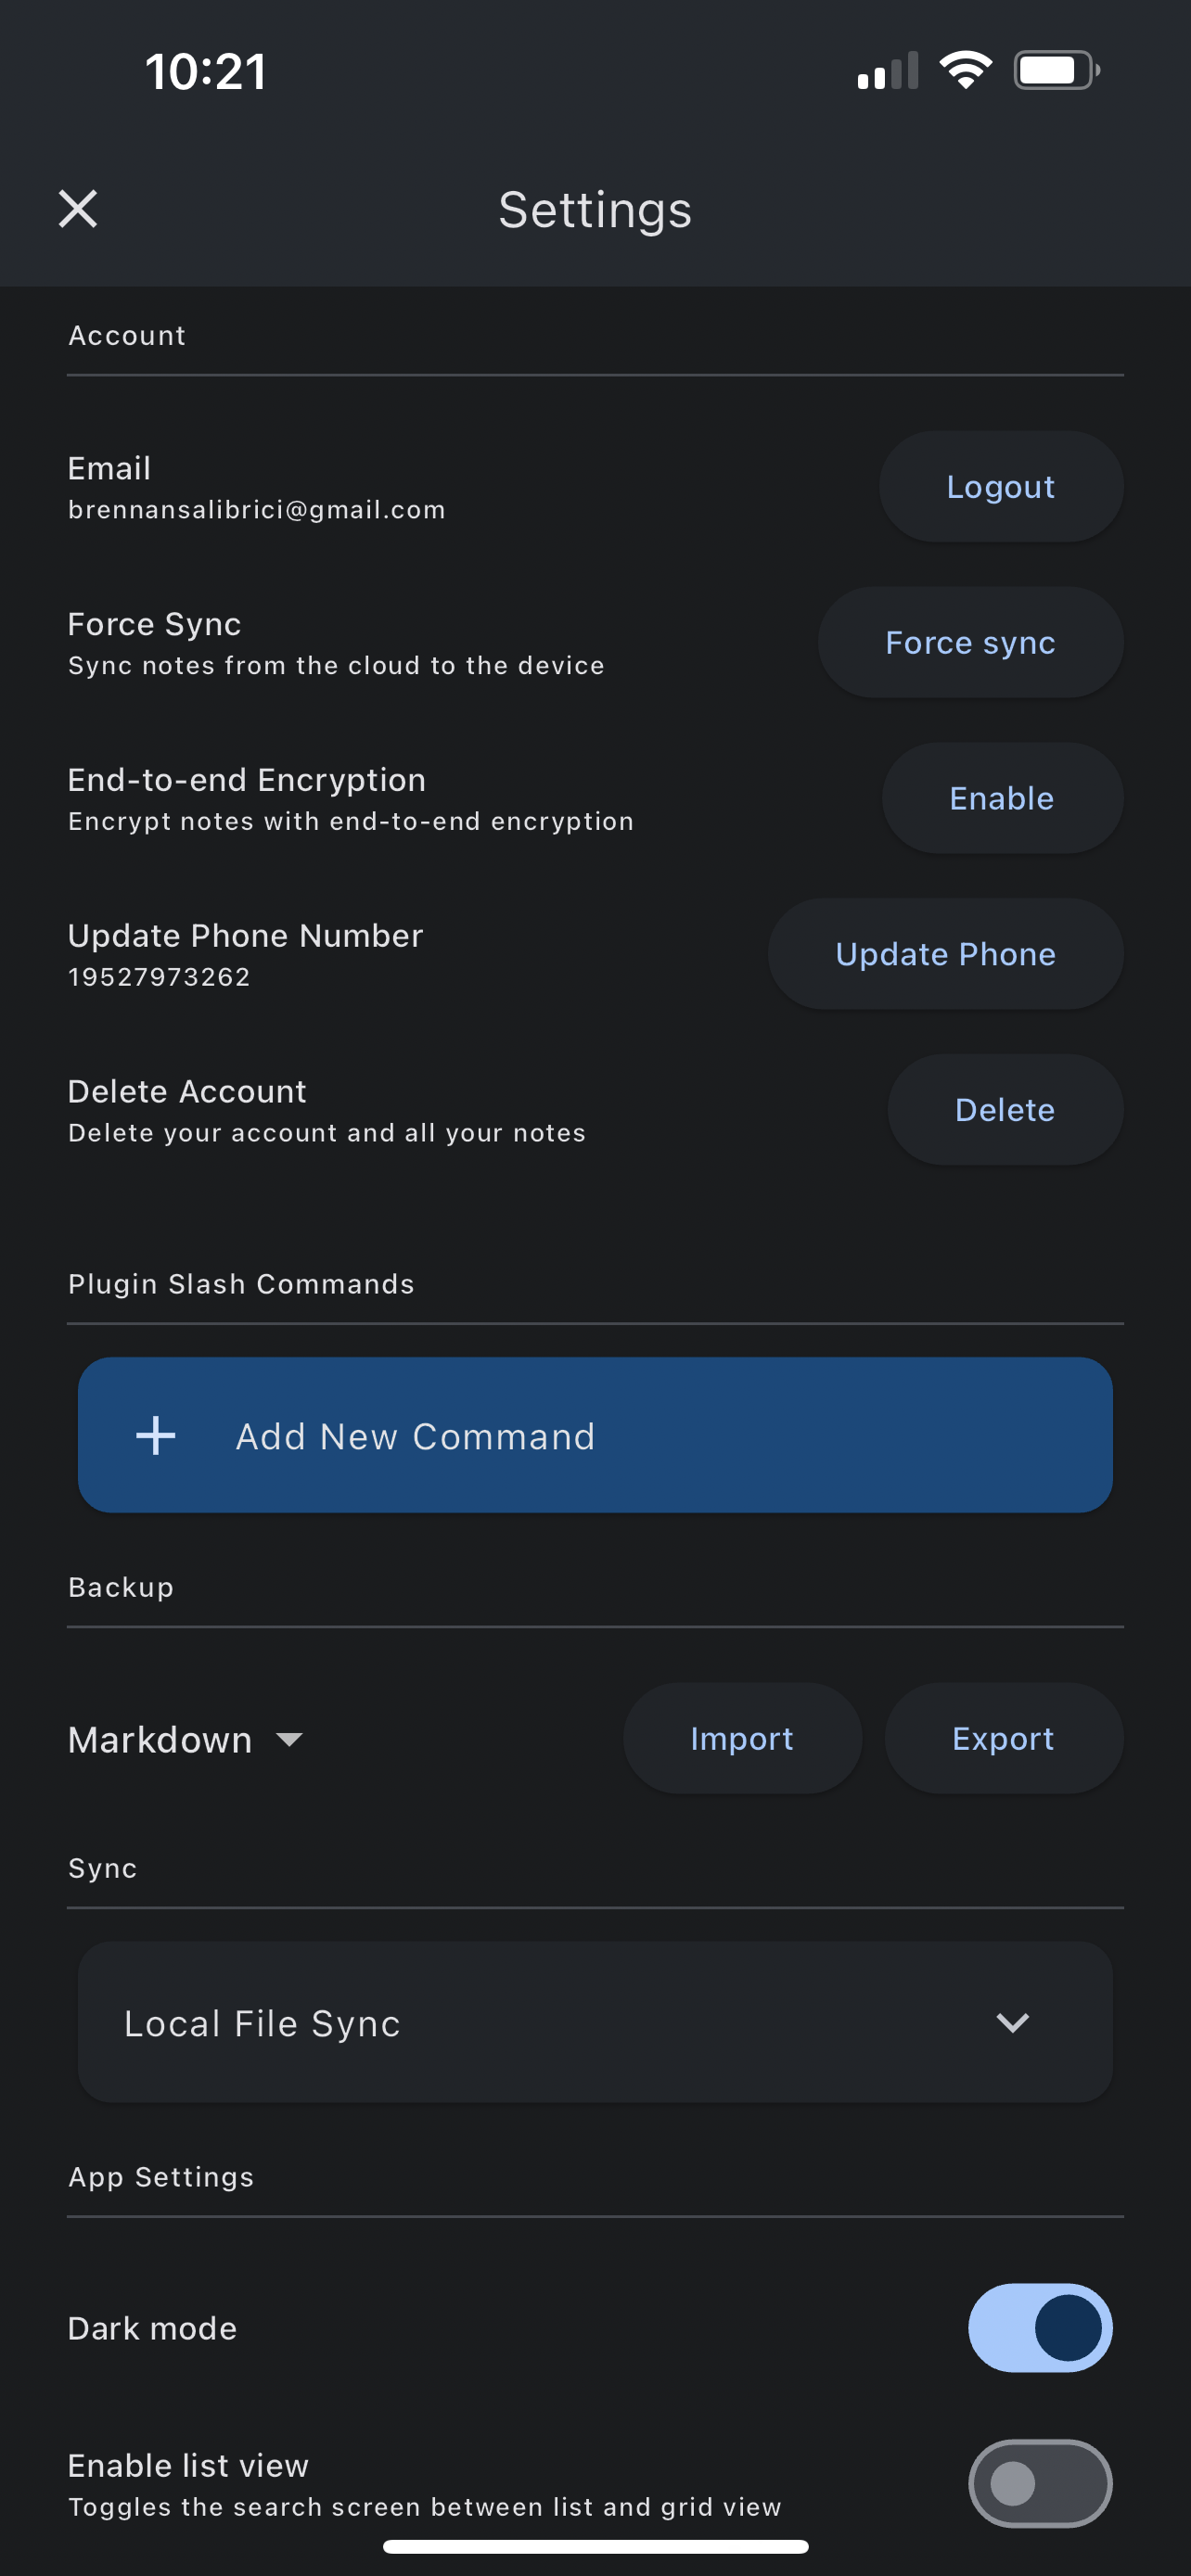 10:21
Settings
Account
Email
brennansalibrici@gmail.com
Logout
Force Sync
Sync notes from the cloud to the device
Force sync
End-to-end Encryption
Encrypt notes with end-to-end encryption
Enable
Update Phone Number
19527973262
Update Phone
Delete Account
Delete your account and all your notes
Delete
Plugin Slash Commands
Add New Command
Backup
Markdown
Import
Export
Sync
Local File Sync
App Settings
Dark mode
Enable list view
Toggles the search screen between list and grid view